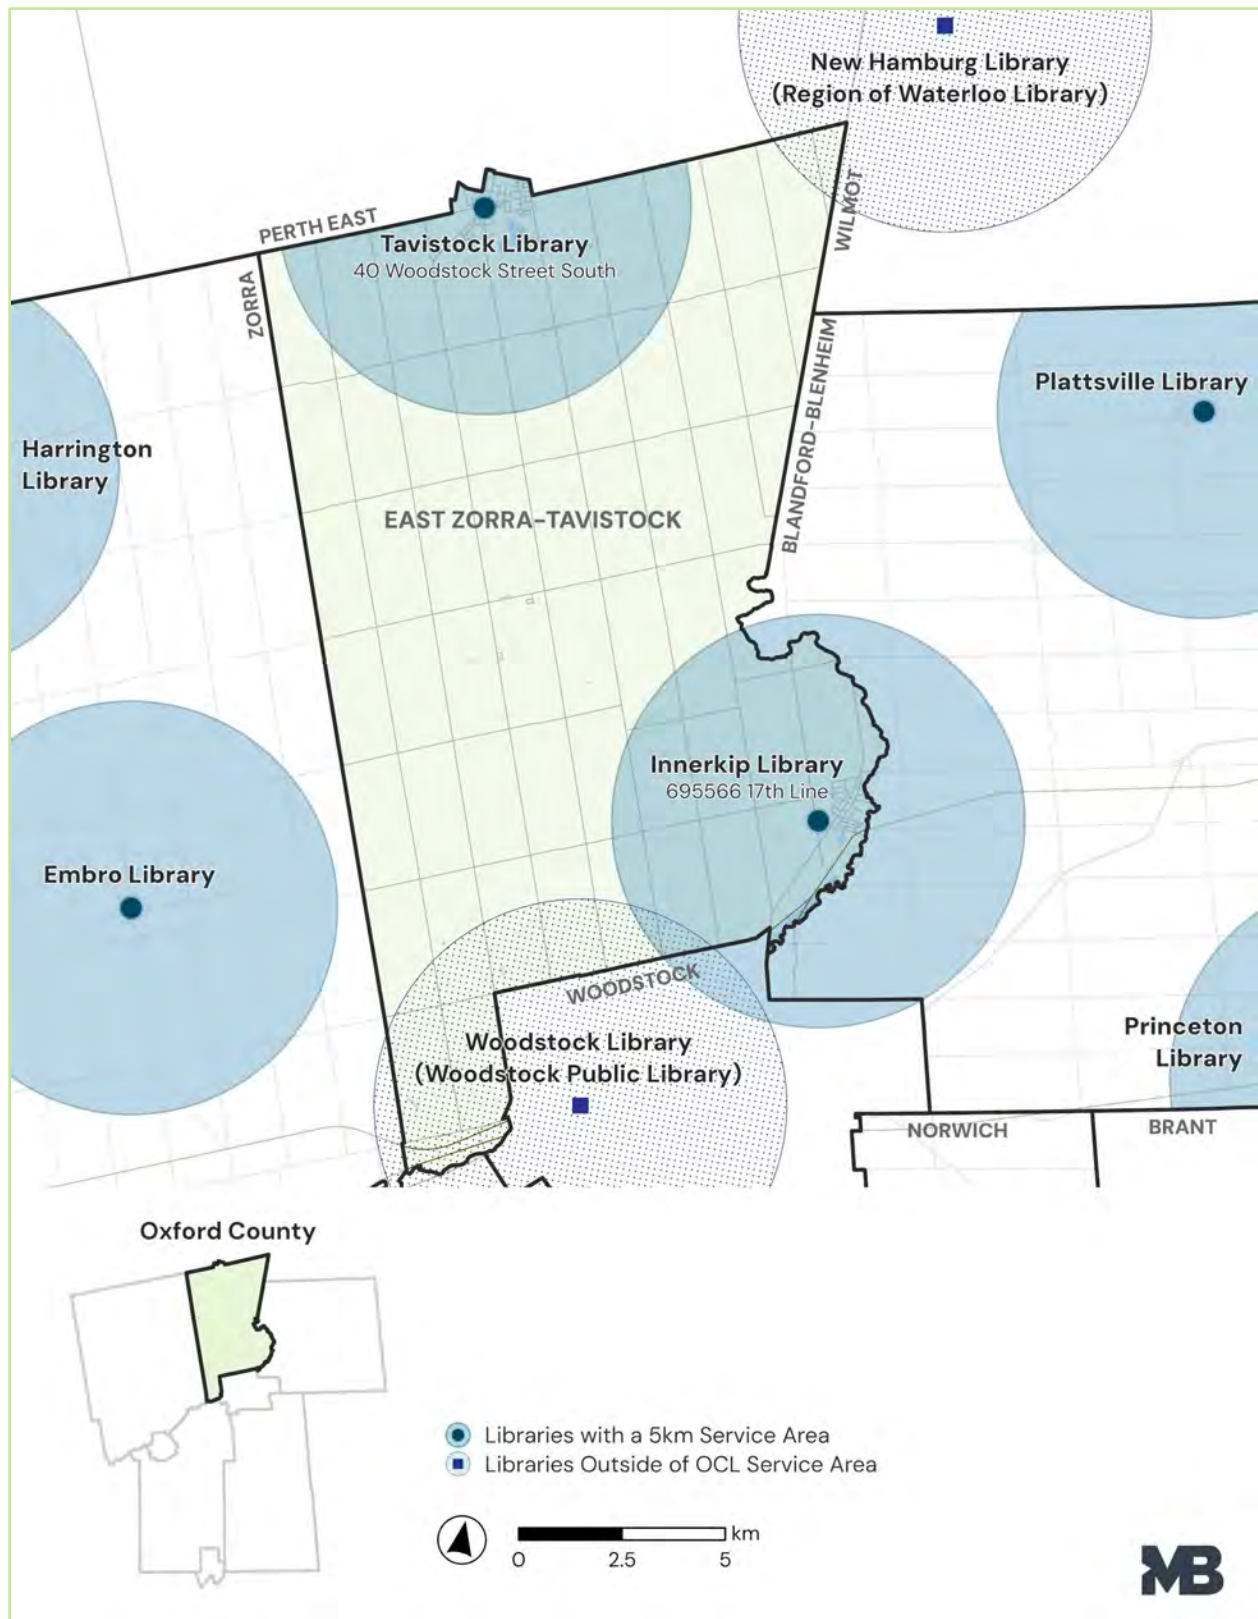 New Hamburg Library
(Region of Waterloo Library)
WILMOT
PERTH EAST
Tavistock Library
40 Woodstock Street South
ZORRA
BLANDFORD-BLENHEIM
Plattsville Library
Harrington
Library
EAST ZORRA-TAVISTOCK
Innerkip Library
695566 17th Line
Embro Library
WOODSTOCK
Woodstock Library
(Woodstock Public Library)
Princeton
Library
NORWICH
BRANT
Oxford County
Libraries with a 5km Service Area
Libraries Outside of OCL Service Area
km
0 2.5 5
MB